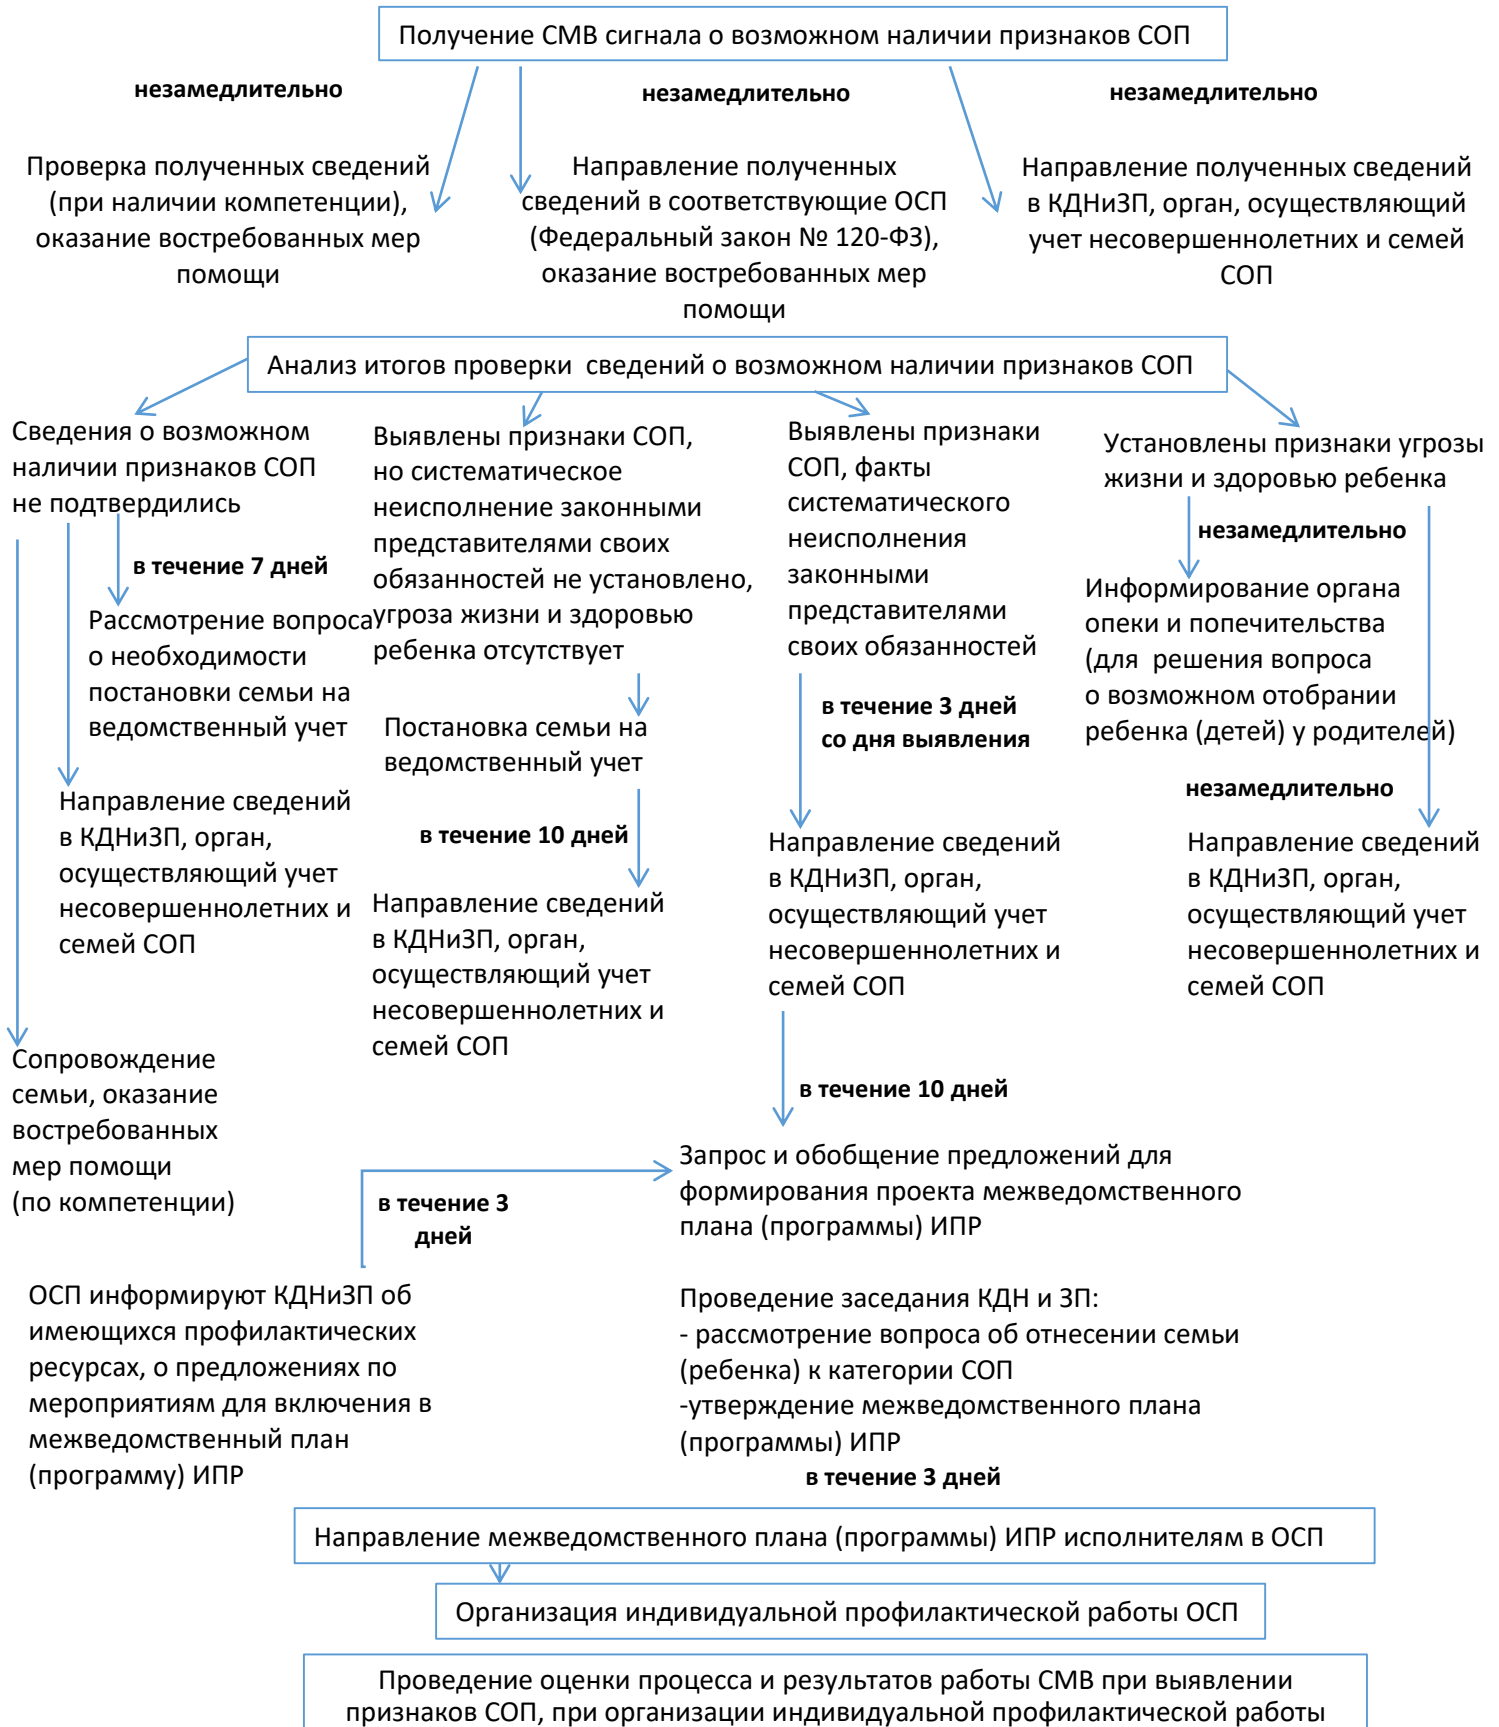 Получение СМВ сигнала о возможном наличии признаков СОП
незамедлительно
незамедлительно
незамедлительно
Проверка полученных сведений
(при наличии компетенции),
оказание востребованных мер
помощи
Направление полученных
сведений в соответствующие ОСП
(Федеральный закон № 120-ФЗ),
оказание востребованных мер
помощи
Направление полученных сведений
в КДНиЗП, орган, осуществляющий
учет несовершеннолетних и семей
СОП
Анализ итогов проверки сведений о возможном наличии признаков СОП
Сведения о возможном
наличии признаков СОП
не подтвердились
в течение 7 дней
Рассмотрение вопроса
о необходимости
постановки семьи на
ведомственный учет
Направление сведений
в КДНиЗП, орган,
осуществляющий учет
несовершеннолетних и
семей СОП
Сопровождение
семьи, оказание
востребованных
мер помощи
(по компетенции)
Выявлены признаки СОП,
но систематическое
неисполнение законными
представителями своих
обязанностей не установлено,
угроза жизни и здоровью
ребенка отсутствует
Постановка семьи на
ведомственный учет
в течение 10 дней
Направление сведений
в КДНиЗП, орган,
осуществляющий учет
несовершеннолетних и
семей СОП
Выявлены признаки
СОП, факты
систематического
неисполнения
законными
представителями
своих обязанностей
в течение 3 дней
со дня выявления
Направление сведений
в КДНиЗП, орган,
осуществляющий учет
несовершеннолетних и
семей СОП
Установлены признаки угрозы
жизни и здоровью ребенка
незамедлительно
Информирование органа
опеки и попечительства
(для решения вопроса
о возможном отобрании
ребенка (детей) у родителей)
незамедлительно
Направление сведений
в КДНиЗП, орган,
осуществляющий учет
несовершеннолетних и
семей СОП
в течение 10 дней
Запрос и обобщение предложений для
формирования проекта межведомственного
плана (программы) ИПР
в течение 3
дней
ОСП информируют КДНиЗП об
имеющихся профилактических
ресурсах, о предложениях по
мероприятиям для включения в
межведомственный план
(программу) ИПР
Проведение заседания КДН и ЗП:
- рассмотрение вопроса об отнесении семьи
(ребенка) к категории СОП
-утверждение межведомственного плана
(программы) ИПР
в течение 3 дней
Направление межведомственного плана (программы) ИПР исполнителям в ОСП
Организация индивидуальной профилактической работы ОСП
Проведение оценки процесса и результатов работы СМВ при выявлении
признаков СОП, при организации индивидуальной профилактической работы